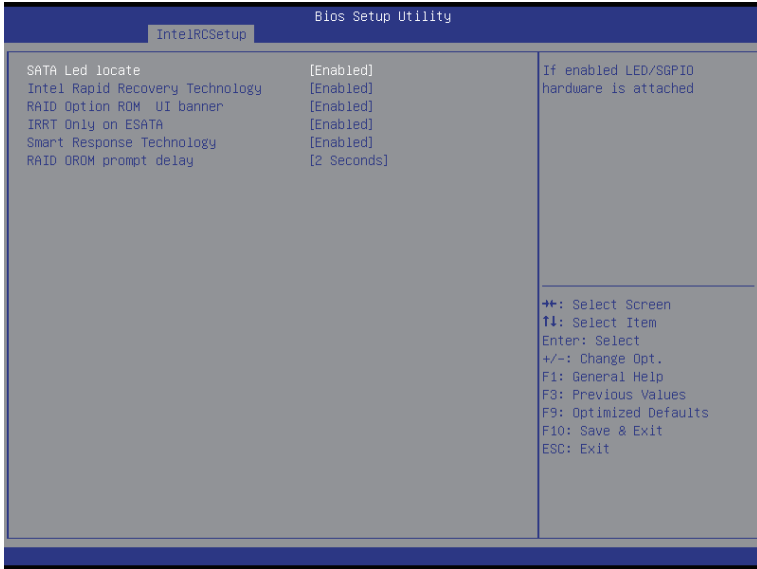 Bios Setup Utility
IntelRCSetup
SATA Led locate [Enabled]
Intel Rapid Recovery Technology [Enabled]
RAID Option ROM  UI banner [Enabled]
IRRT Only on ESATA [Enabled]
Smart Response Technology [Enabled]
RAID OROM prompt delay [2 Seconds]
If enabled LED/SGPIO
hardware is attached
→←: Select Screen
↑↓: Select Item
Enter: Select
+/-: Change Opt.
F1: General Help
F3: Previous Values
F9: Optimized Defaults
F10: Save & Exit
ESC: Exit